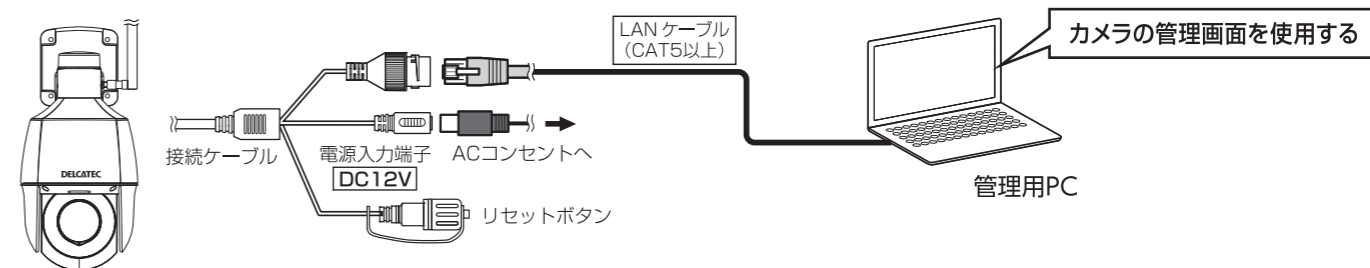 LAN ケーブル
（CAT5以上）
カメラの管理画面を使用する
接続ケーブル
電源入力端子
DC12V
ACコンセントへ
リセットボタン
管理用PC
DELCATEC